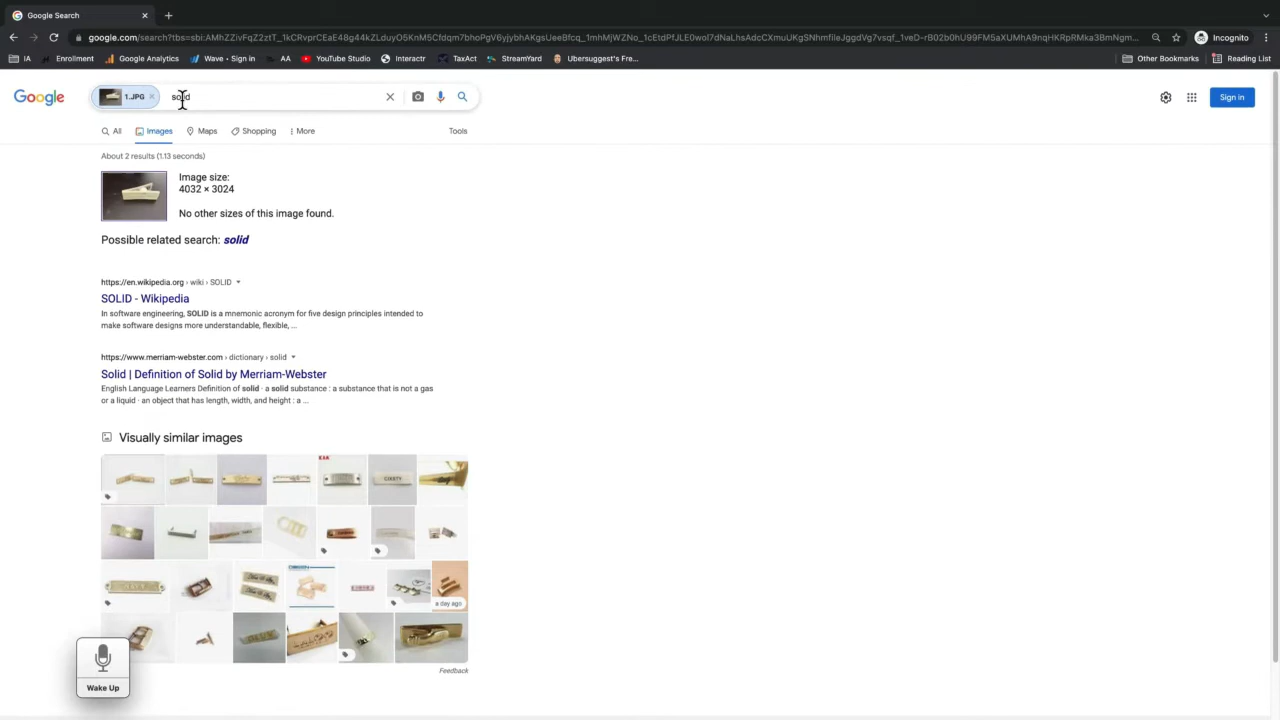 Google Search
google.com/search?tbs=sbi:
Incognito
IA
Enrollment
Google Analytics
Wave • Sign in
AA
YouTube Studio
Interactr
TaxAct
StreamYard
Ubersuggest's Fre...
Other Bookmarks
Reading List
Google
1.JPG
solid
Sign in
All
Images
Maps
Shopping
More
Tools
About 2 results (1.13 seconds)
Image size:
4032 × 3024
No other sizes of this image found.
Possible related search: solid
https://en.wikipedia.org › wiki › SOLID
SOLID - Wikipedia
In software engineering, SOLID is a mnemonic acronym for five design principles intended to
make software designs more understandable, flexible, ...
https://www.merriam-webster.com › dictionary › solid
Solid | Definition of Solid by Merriam-Webster
English Language Learners Definition of solid · a solid substance : a substance that is not a gas
or a liquid · an object that has length, width, and height : a ...
Visually similar images
a day ago
Feedback
Wake Up